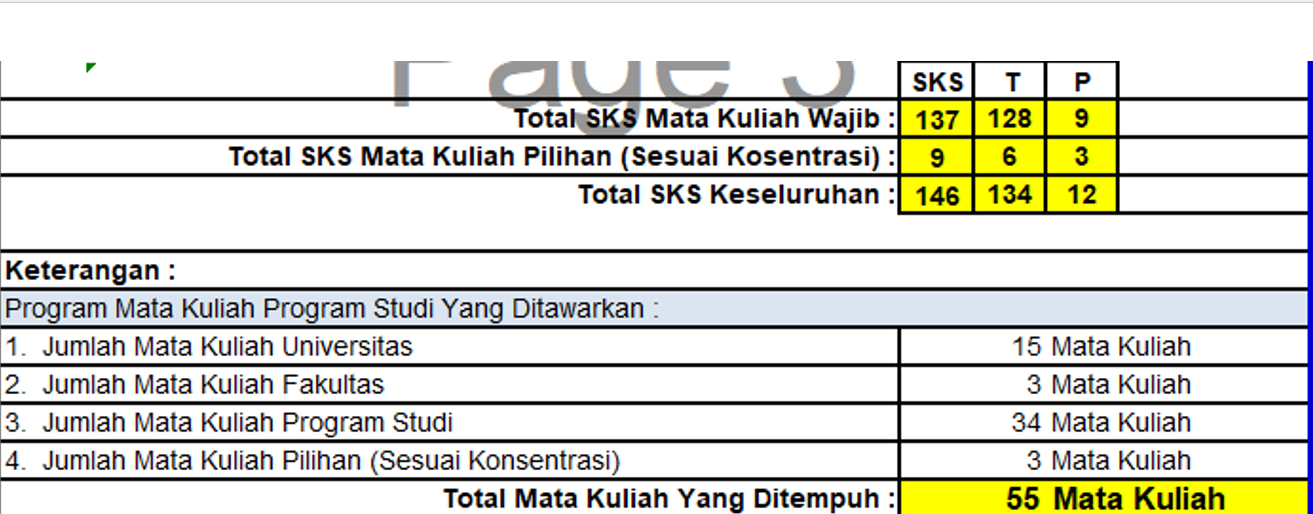 Page 3
SKS T P
Total SKS Mata Kuliah Wajib : 137 128 9
Total SKS Mata Kuliah Pilihan (Sesuai Kosentrasi) : 9 6 3
Total SKS Keseluruhan : 146 134 12
Keterangan :
Program Mata Kuliah Program Studi Yang Ditawarkan :
1. Jumlah Mata Kuliah Universitas 15 Mata Kuliah
2. Jumlah Mata Kuliah Fakultas 3 Mata Kuliah
3. Jumlah Mata Kuliah Program Studi 34 Mata Kuliah
4. Jumlah Mata Kuliah Pilihan (Sesuai Konsentrasi) 3 Mata Kuliah
Total Mata Kuliah Yang Ditempuh : 55 Mata Kuliah